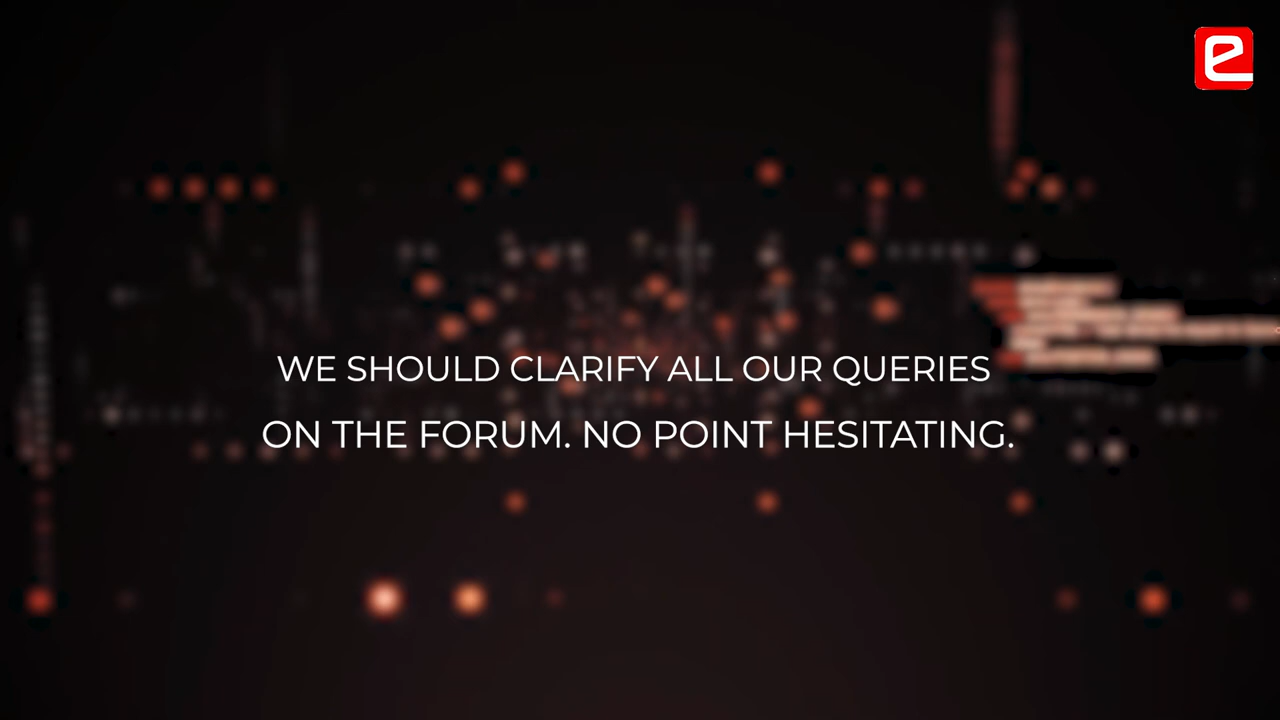 e
WE SHOULD CLARIFY ALL OUR QUERIES
ON THE FORUM. NO POINT HESITATING.